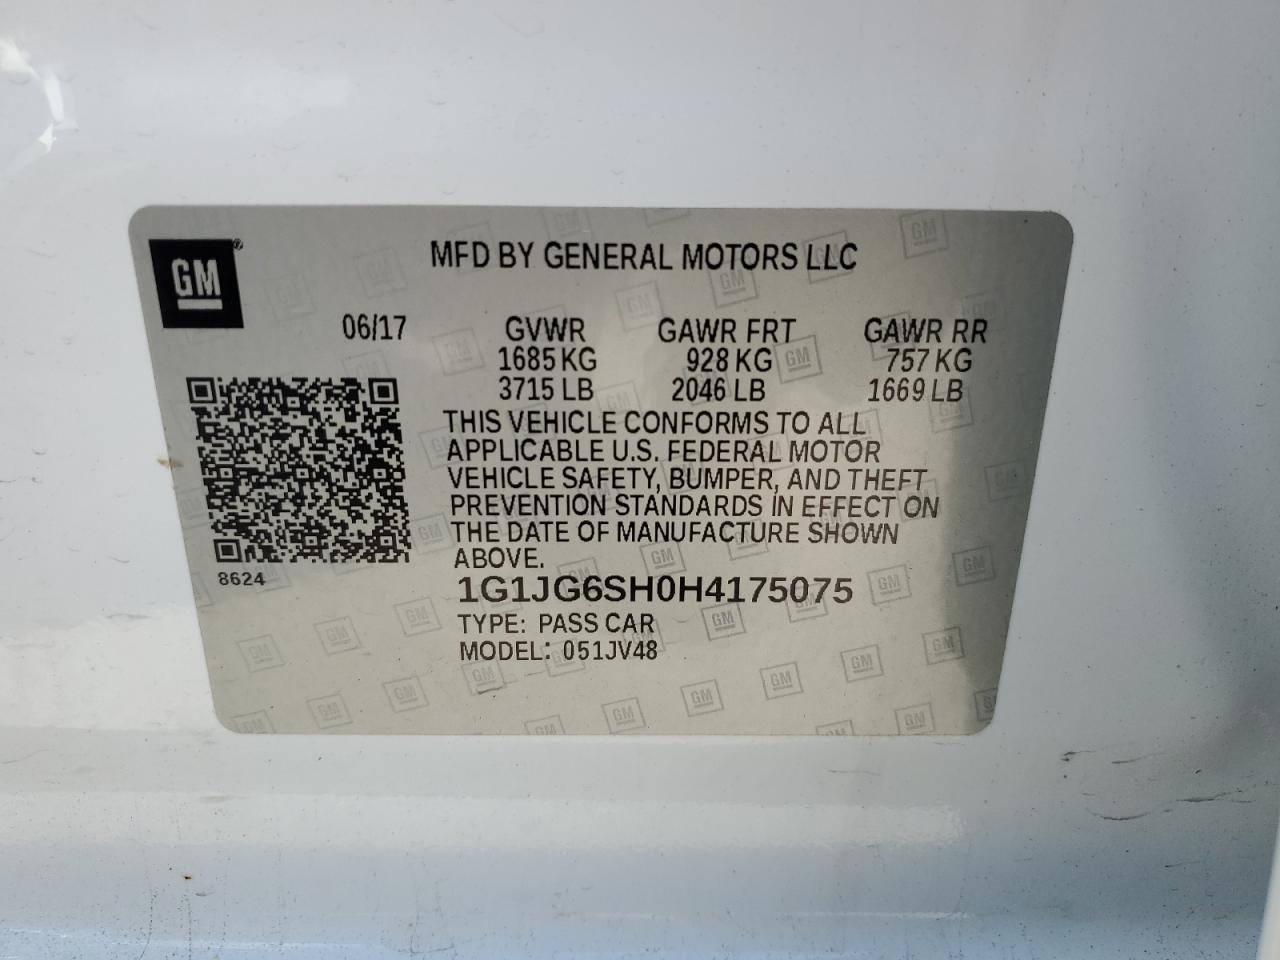 GM
MFD BY GENERAL MOTORS LLC
06/17 GVWR GAWR FRT GAWR RR
1685 KG 928 KG 757 KG
3715 LB 2046 LB 1669 LB
THIS VEHICLE CONFORMS TO ALL
APPLICABLE U.S. FEDERAL MOTOR
VEHICLE SAFETY, BUMPER, AND THEFT
PREVENTION STANDARDS IN EFFECT ON
THE DATE OF MANUFACTURE SHOWN
ABOVE.
8624
1G1JG6SH0H4175075
TYPE: PASS CAR
MODEL: 051JV48